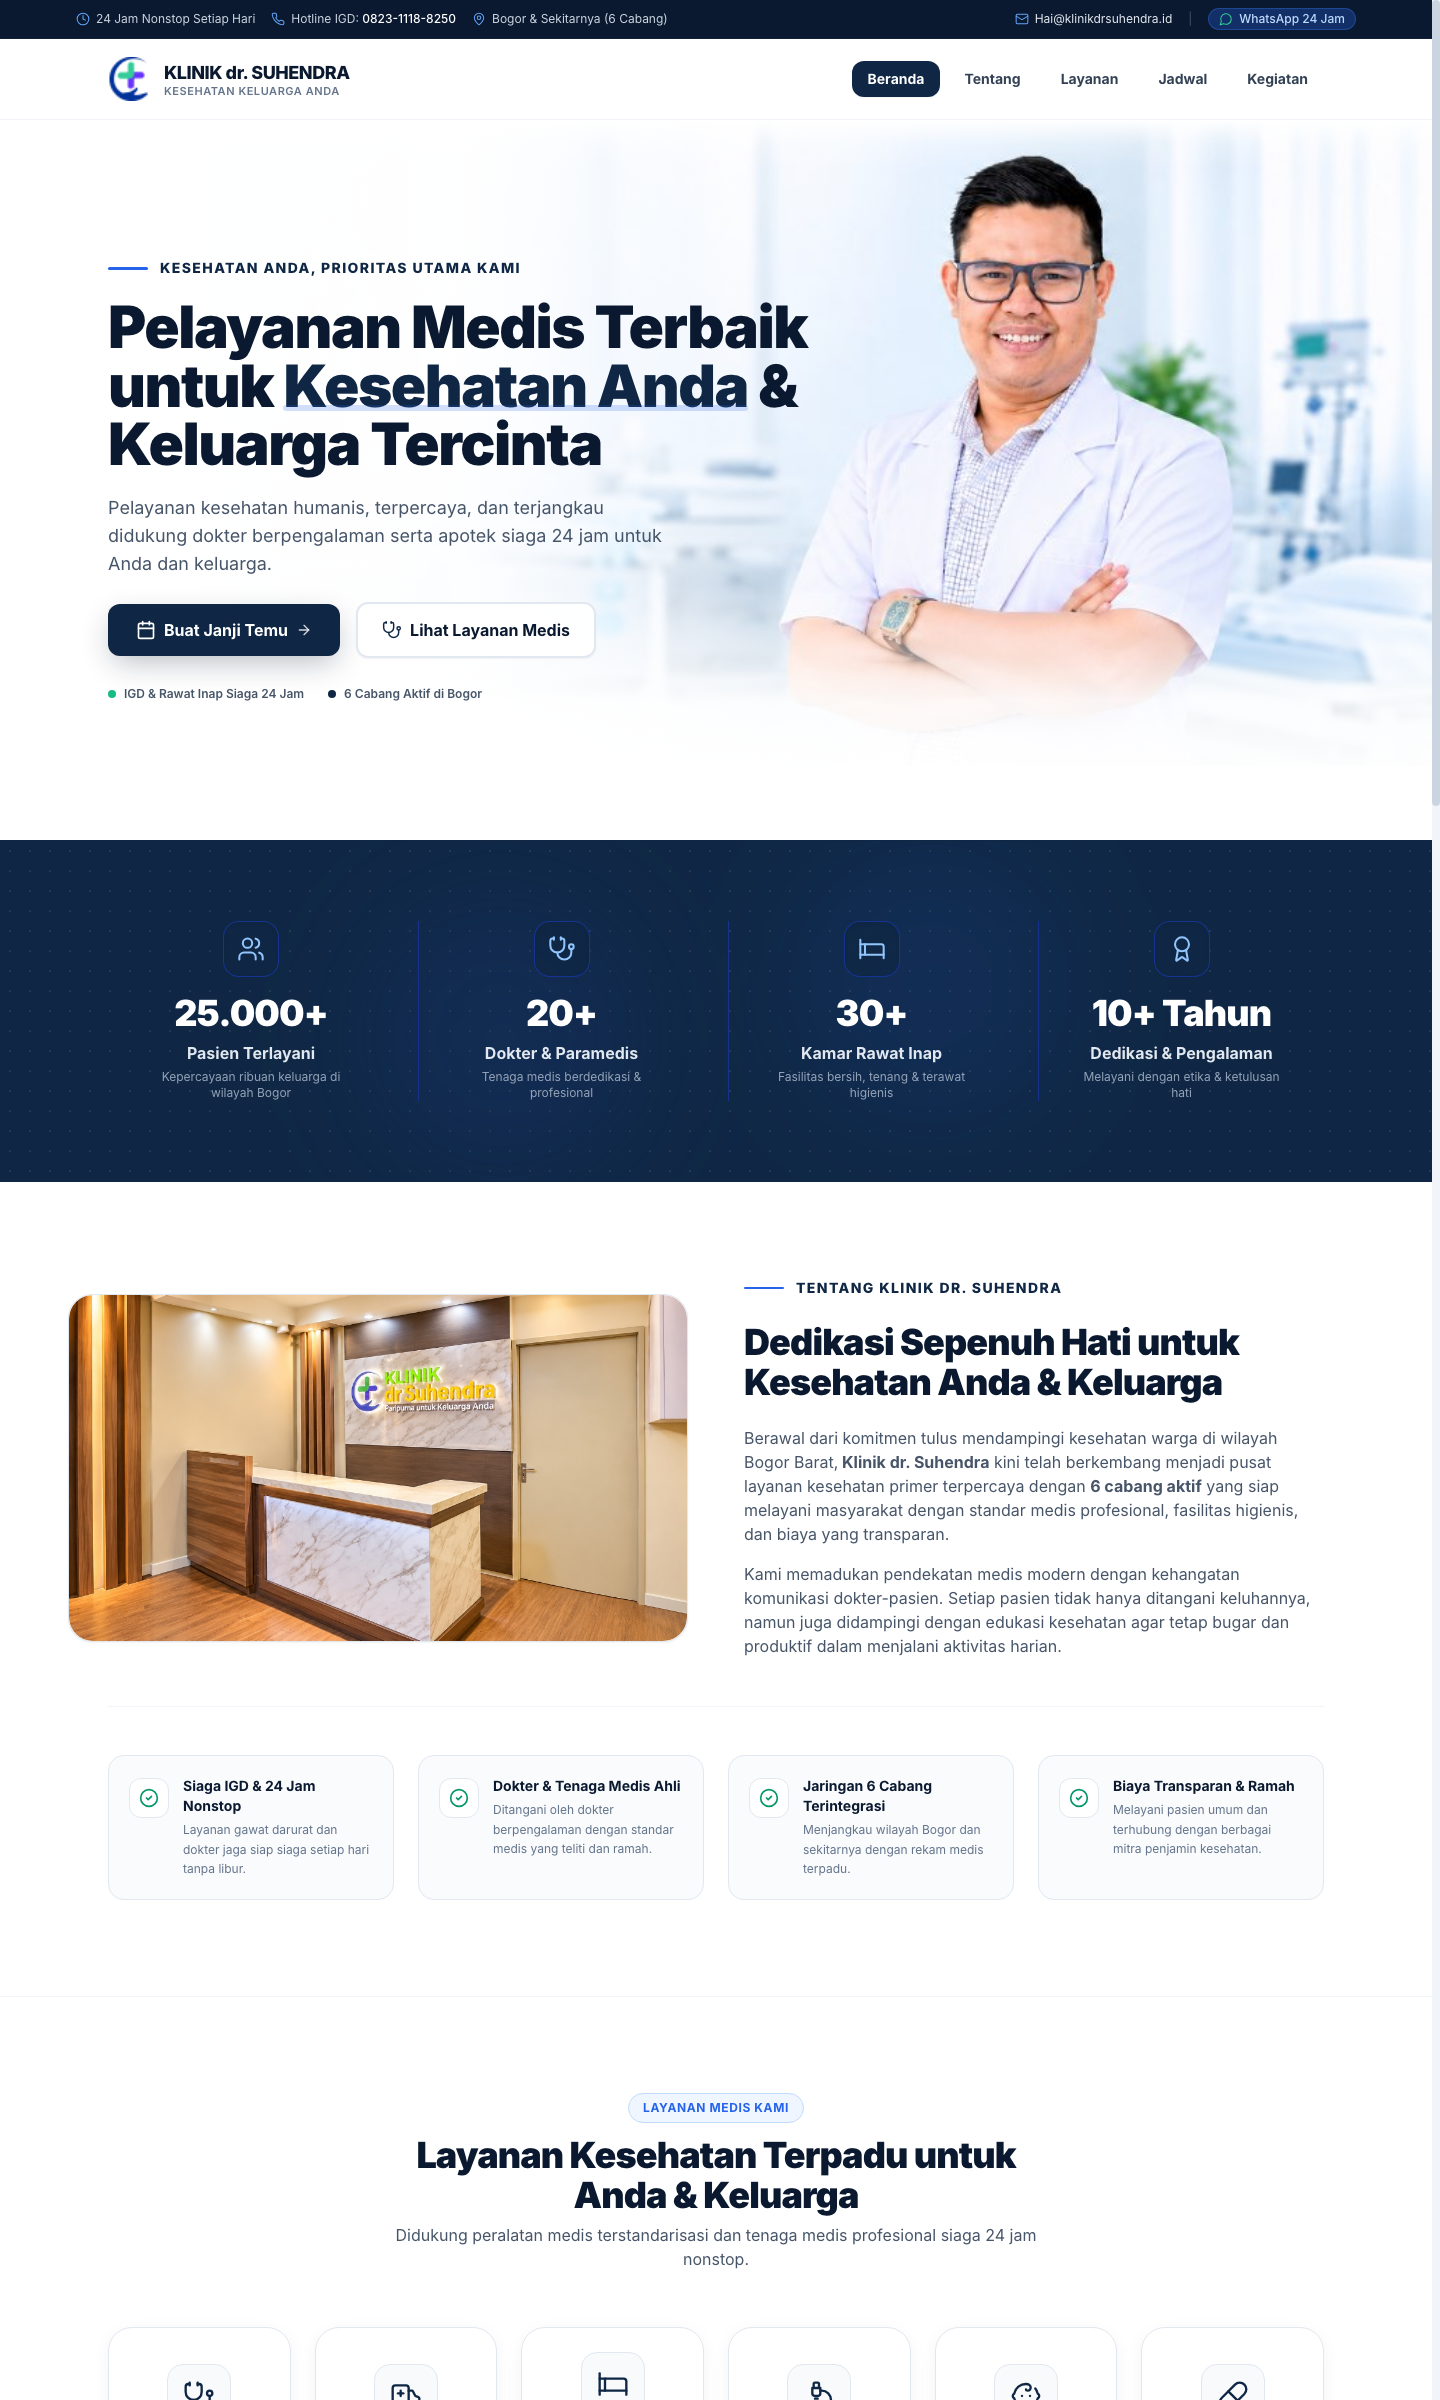 24 Jam Nonstop Setiap Hari
Hotline IGD: 0823-1118-8250
Bogor & Sekitarnya (6 Cabang)
Hai@klinikdrsuhendra.id
WhatsApp 24 Jam
KLINIK dr. SUHENDRA
KESEHATAN KELUARGA ANDA
Beranda
Tentang
Layanan
Jadwal
Kegiatan
KESEHATAN ANDA, PRIORITAS UTAMA KAMI
Pelayanan Medis Terbaik
untuk Kesehatan Anda &
Keluarga Tercinta
Pelayanan kesehatan humanis, terpercaya, dan terjangkau
didukung dokter berpengalaman serta apotek siaga 24 jam untuk
Anda dan keluarga.
Buat Janji Temu
Lihat Layanan Medis
IGD & Rawat Inap Siaga 24 Jam
6 Cabang Aktif di Bogor
25.000+
Pasien Terlayani
Kepercayaan ribuan keluarga di
wilayah Bogor
20+
Dokter & Paramedis
Tenaga medis berdedikasi &
profesional
30+
Kamar Rawat Inap
Fasilitas bersih, tenang & terawat
higienis
10+ Tahun
Dedikasi & Pengalaman
Melayani dengan etika & ketulusan
hati
KLINIK
dr Suhendra
Paripurna untuk Keluarga Anda
TENTANG KLINIK DR. SUHENDRA
Dedikasi Sepenuh Hati untuk
Kesehatan Anda & Keluarga
Berawal dari komitmen tulus mendampingi kesehatan warga di wilayah
Bogor Barat, Klinik dr. Suhendra kini telah berkembang menjadi pusat
layanan kesehatan primer terpercaya dengan 6 cabang aktif yang siap
melayani masyarakat dengan standar medis profesional, fasilitas higienis,
dan biaya yang transparan.
Kami memadukan pendekatan medis modern dengan kehangatan
komunikasi dokter-pasien. Setiap pasien tidak hanya ditangani keluhannya,
namun juga didampingi dengan edukasi kesehatan agar tetap bugar dan
produktif dalam menjalani aktivitas harian.
Siaga IGD & 24 Jam
Nonstop
Layanan gawat darurat dan
dokter jaga siap siaga setiap hari
tanpa libur.
Dokter & Tenaga Medis Ahli
Ditangani oleh dokter
berpengalaman dengan standar
medis yang teliti dan ramah.
Jaringan 6 Cabang
Terintegrasi
Menjangkau wilayah Bogor dan
sekitarnya dengan rekam medis
terpadu.
Biaya Transparan & Ramah
Melayani pasien umum dan
terhubung dengan berbagai
mitra penjamin kesehatan.
LAYANAN MEDIS KAMI
Layanan Kesehatan Terpadu untuk
Anda & Keluarga
Didukung peralatan medis terstandarisasi dan tenaga medis profesional siaga 24 jam
nonstop.